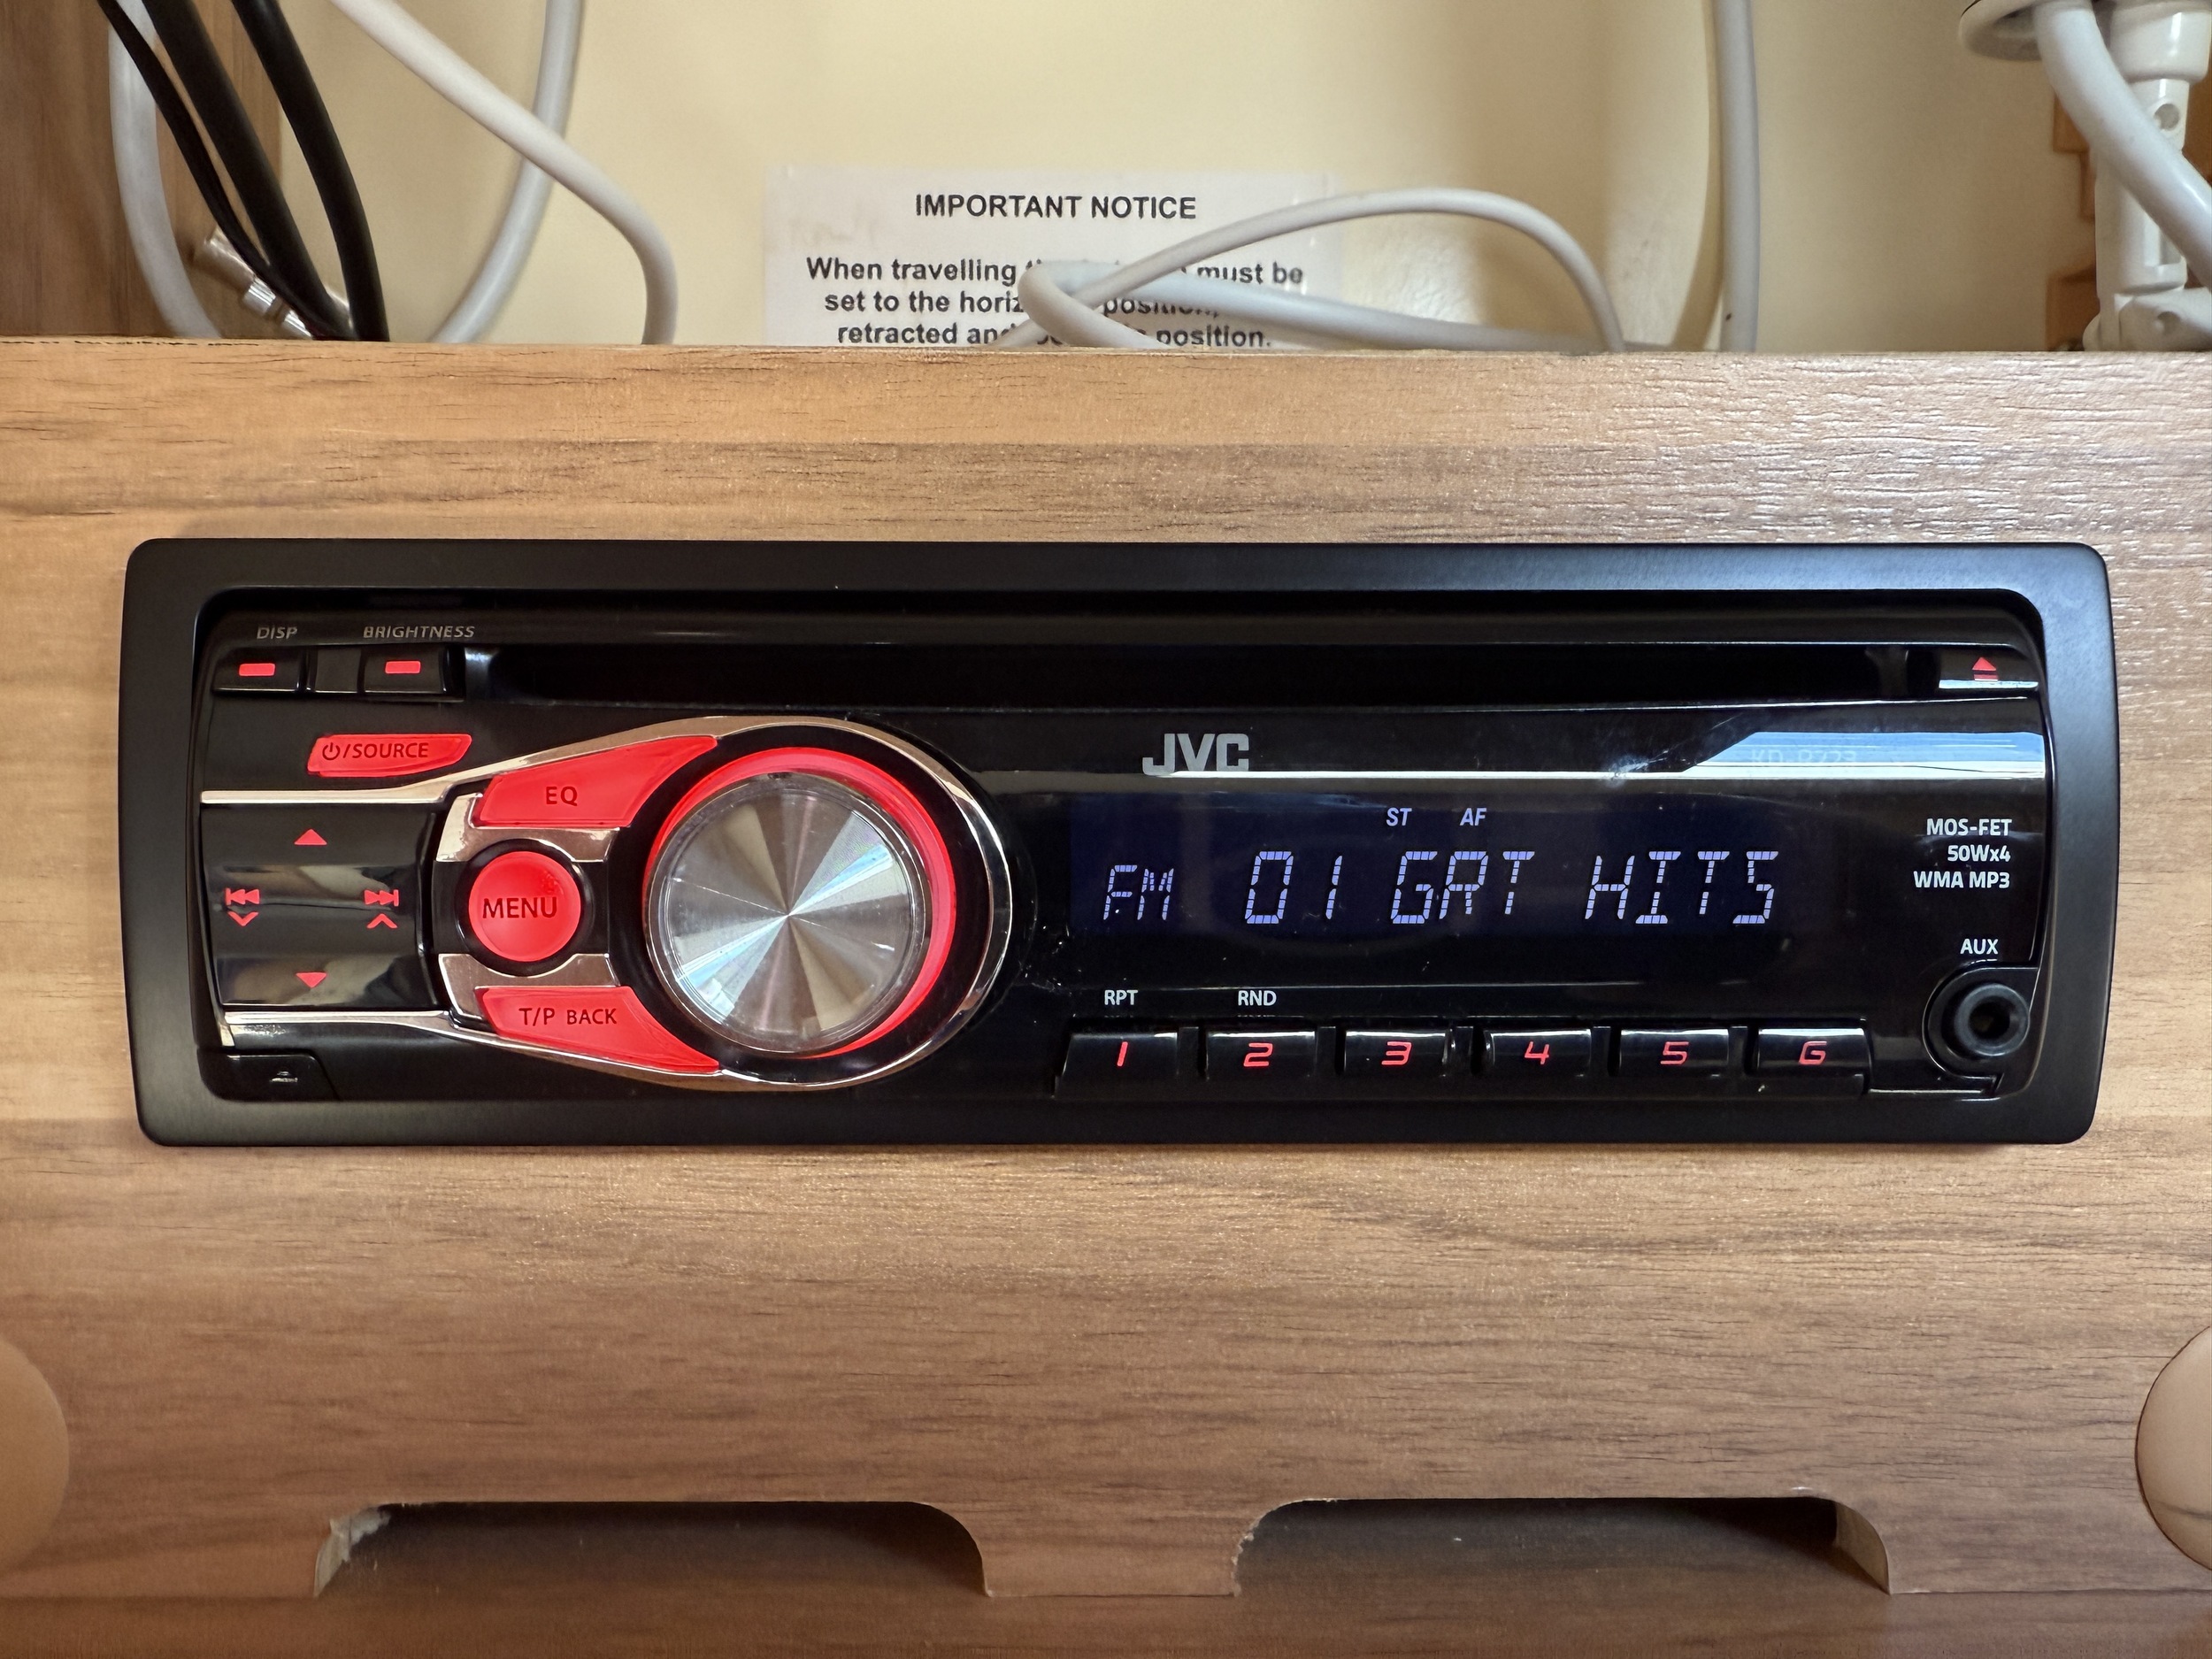 IMPORTANT NOTICE
When travelling must be
set to the position,
retracted and position.
DISP BRIGHTNESS
⏻/SOURCE
JVC
EQ
ST AF
MENU
FM 01 GRT HITS
MOS-FET
50Wx4
WMA MP3
AUX
T/P BACK
RPT RND
1 2 3 4 5 6